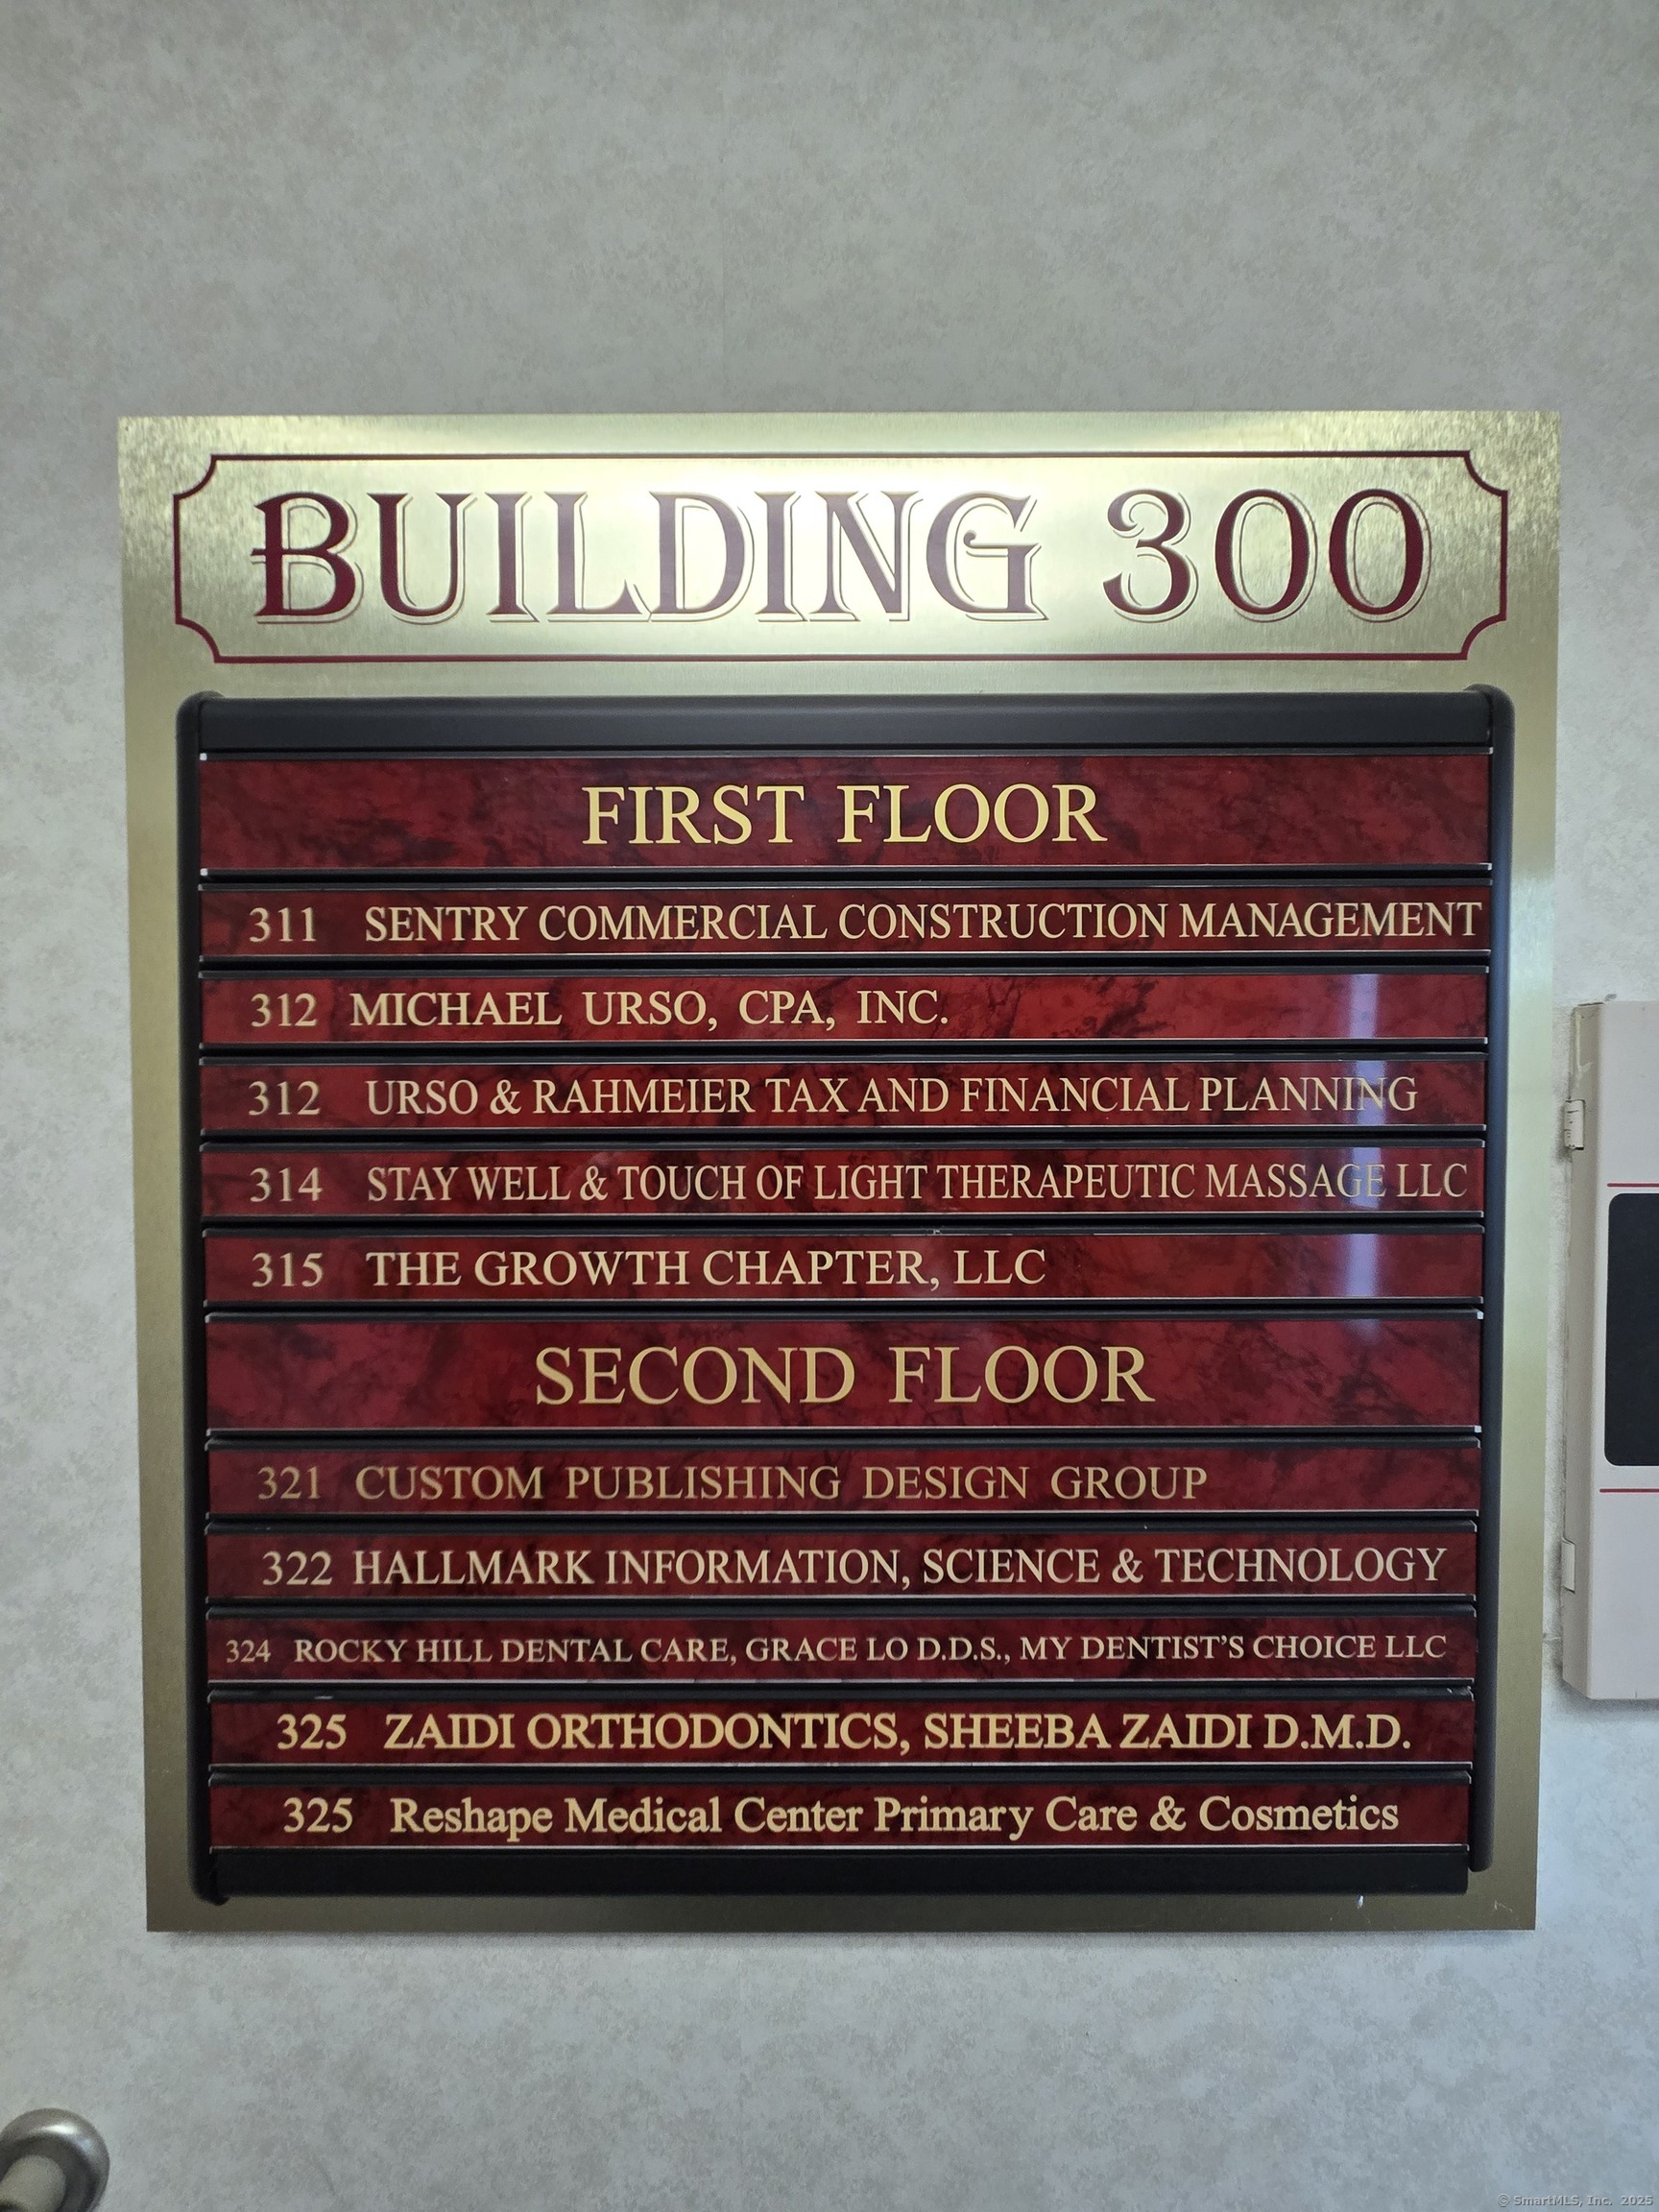 BUILDING 300
FIRST FLOOR
311 SENTRY COMMERCIAL CONSTRUCTION MANAGEMENT
312 MICHAEL URSO, CPA, INC.
312 URSO & RAHMEIER TAX AND FINANCIAL PLANNING
314 STAY WELL & TOUCH OF LIGHT THERAPEUTIC MASSAGE LLC
315 THE GROWTH CHAPTER, LLC
SECOND FLOOR
321 CUSTOM PUBLISHING DESIGN GROUP
322 HALLMARK INFORMATION, SCIENCE & TECHNOLOGY
324 ROCKY HILL DENTAL CARE, GRACE LO D.D.S., MY DENTIST'S CHOICE LLC
325 ZAIDI ORTHODONTICS, SHEEBA ZAIDI D.M.D.
325 Reshape Medical Center Primary Care & Cosmetics
© SmartMLS, Inc. 2025